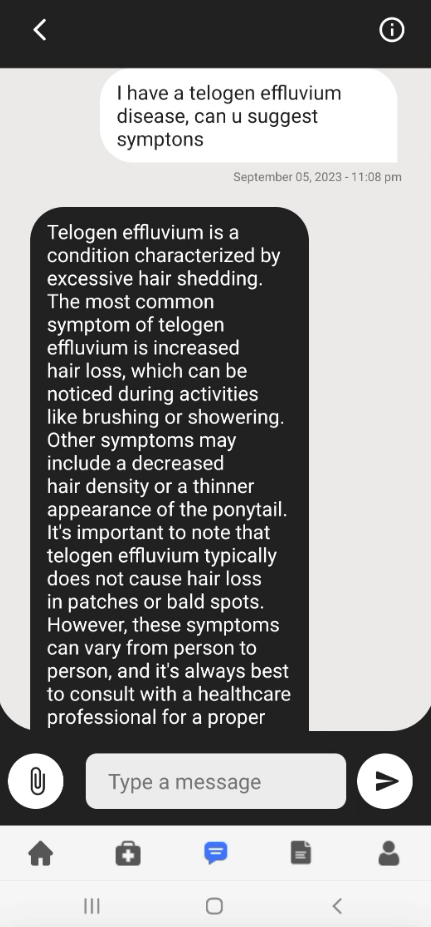 I have a telogen effluvium
disease, can u suggest
symptons
September 05, 2023 - 11:08 pm
Telogen effluvium is a
condition characterized by
excessive hair shedding.
The most common
symptom of telogen
effluvium is increased
hair loss, which can be
noticed during activities
like brushing or showering.
Other symptoms may
include a decreased
hair density or a thinner
appearance of the ponytail.
It's important to note that
telogen effluvium typically
does not cause hair loss
in patches or bald spots.
However, these symptoms
can vary from person to
person, and it's always best
to consult with a healthcare
professional for a proper
Type a message